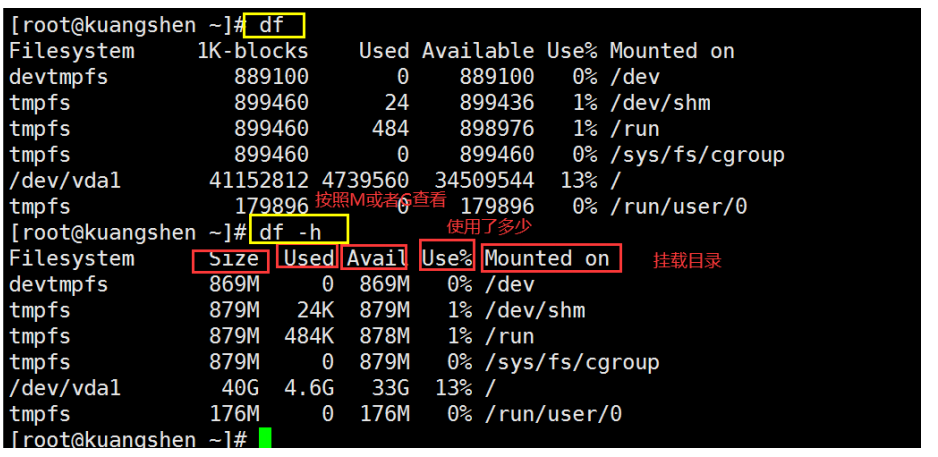 [root@kuangshen ~]# df
Filesystem     1K-blocks    Used Available Use% Mounted on
devtmpfs          889100       0    889100   0% /dev
tmpfs             899460      24    899436   1% /dev/shm
tmpfs             899460     484    898976   1% /run
tmpfs             899460       0    899460   0% /sys/fs/cgroup
/dev/vda1       41152812 4739560  34509544  13% /
按照M或者G查看
tmpfs             179896       0    179896   0% /run/user/0
[root@kuangshen ~]# df -h
使用了多少
Filesystem      Size  Used Avail Use% Mounted on 挂载目录
devtmpfs        869M     0  869M   0% /dev
tmpfs           879M   24K  879M   1% /dev/shm
tmpfs           879M  484K  878M   1% /run
tmpfs           879M     0  879M   0% /sys/fs/cgroup
/dev/vda1        40G  4.6G   33G  13% /
tmpfs           176M     0  176M   0% /run/user/0
[root@kuangshen ~]#